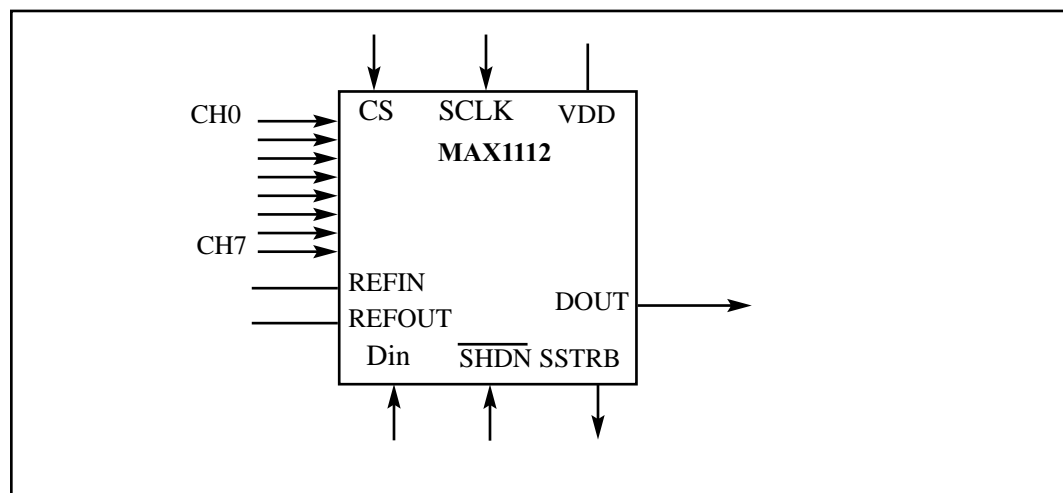 CS SCLK VDD
CH0
MAX1112
CH7
REFIN
DOUT
REFOUT
Din SHDN SSTRB